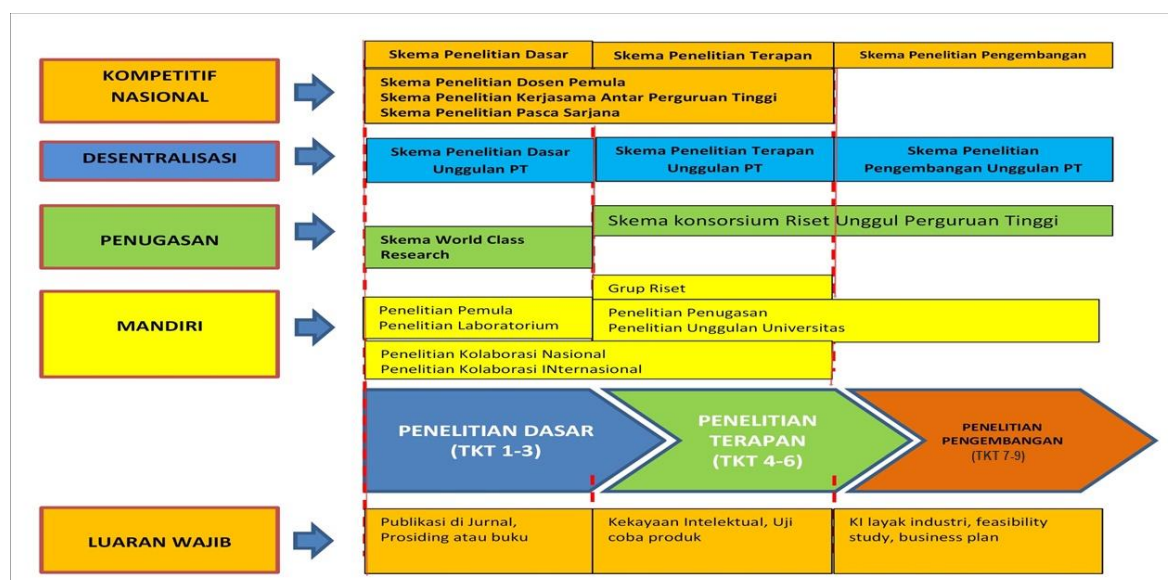 KOMPETITIF
NASIONAL
Skema Penelitian Dasar
Skema Penelitian Terapan
Skema Penelitian Pengembangan
Skema Penelitian Dosen Pemula
Skema Penelitian Kerjasama Antar Perguruan Tinggi
Skema Penelitian Pasca Sarjana
DESENTRALISASI
Skema Penelitian Dasar
Unggulan PT
Skema Penelitian Terapan
Unggulan PT
Skema Penelitian
Pengembangan Unggulan PT
PENUGASAN
Skema konsorsium Riset Unggul Perguruan Tinggi
Skema World Class
Research
MANDIRI
Grup Riset
Penelitian Pemula
Penelitian Laboratorium
Penelitian Penugasan
Penelitian Unggulan Universitas
Penelitian Kolaborasi Nasional
Penelitian Kolaborasi INternasional
PENELITIAN DASAR
(TKT 1-3)
PENELITIAN
TERAPAN
(TKT 4-6)
PENELITIAN
PENGEMBANGAN
(TKT 7-9)
LUARAN WAJIB
Publikasi di Jurnal,
Prosiding atau buku
Kekayaan Intelektual, Uji
coba produk
KI layak industri, feasibility
study, business plan